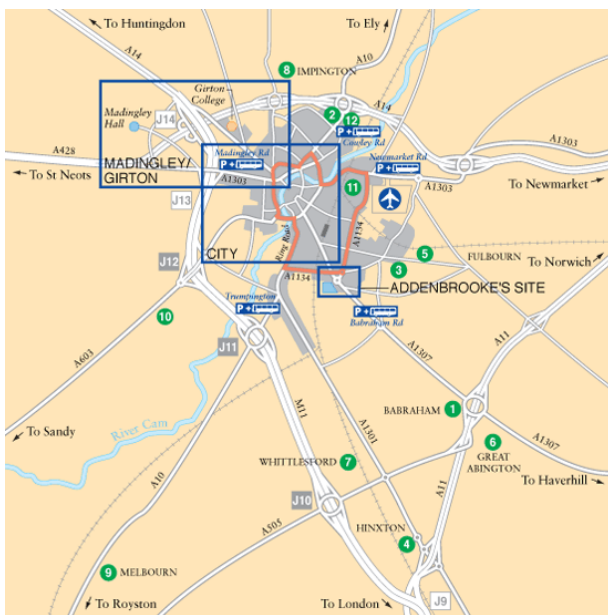 To Huntingdon
To Ely
A14
A10
8
IMPINGTON
Girton
College
Madingley
Hall
J14
2
12
A14
P +
Cowley Rd
A428
A1303
MADINGLEY/
GIRTON
Madingley Rd
P +
Newmarket Rd
P +
To St Neots
A1303
A1303
To Newmarket
J13
11
CITY
Ring Road
A1134
5
FULBOURN
3
To Norwich
J12
A1134
ADDENBROOKE'S SITE
Trumpington
P +
P +
Babraham Rd
10
J11
A11
A603
A1307
River Cam
M11
BABRAHAM
1
To Sandy
A1301
6
A1307
GREAT
ABINGTON
WHITTLESFORD
7
A10
A11
To Haverhill
J10
A505
HINXTON
4
9
MELBOURN
To Royston
To London
J9